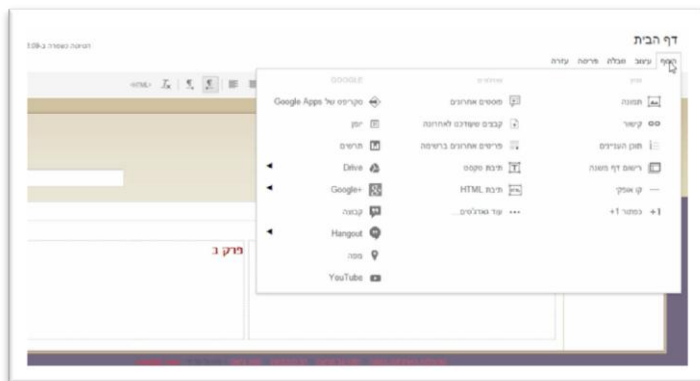 דף הבית
הוסף עיצוב טבלה פריסה עזרה
<HTML>
תמונה
קישור
תוכן העניינים
רישום דף משנה
קו אופקי
כפתור 1+
פוסטים אחרונים
קבצים שעודכנו לאחרונה
פריטים אחרונים ברשימה
תיבת טקסט
תיבת HTML
עוד גאדג'טים...
GOOGLE
סקריפט של Google Apps
יומן
תרשים
Drive
Google+
קבוצה
Hangout
מפה
YouTube
פרק ב